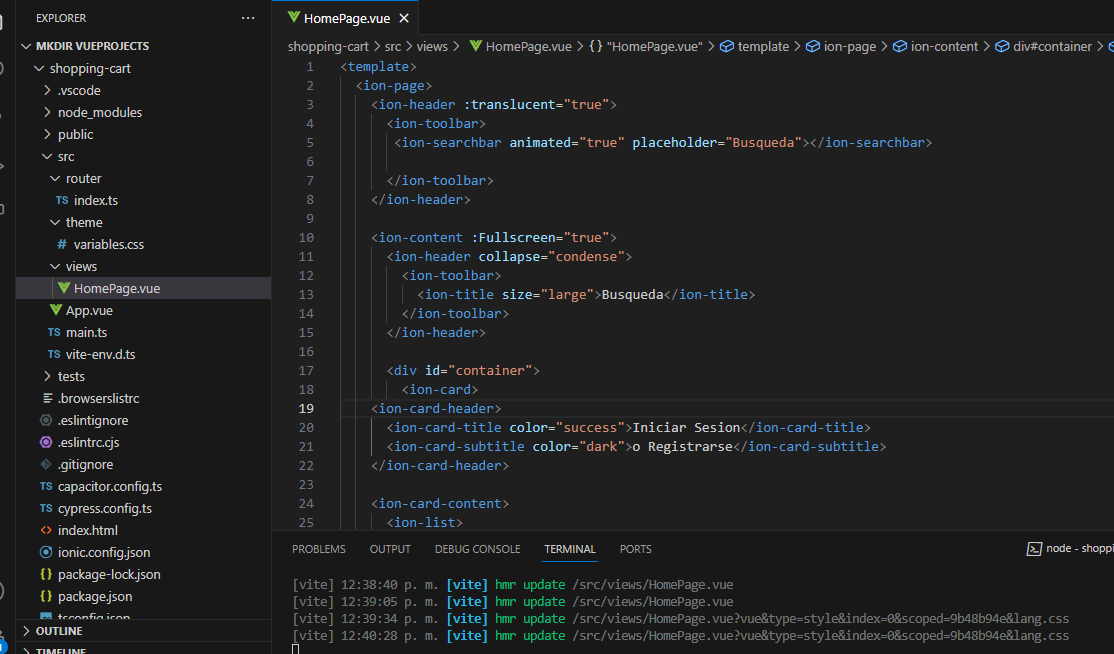 EXPLORER
MKDIR VUEPROJECTS
shopping-cart
.vscode
node_modules
public
src
router
TS index.ts
theme
# variables.css
views
HomePage.vue
App.vue
TS main.ts
TS vite-env.d.ts
tests
.browserslistrc
.eslintignore
.eslintrc.cjs
.gitignore
TS capacitor.config.ts
TS cypress.config.ts
<> index.html
ionic.config.json
{} package-lock.json
{} package.json
tsconfig.json
OUTLINE
TIMELINE
HomePage.vue
shopping-cart > src > views > HomePage.vue > {} "HomePage.vue" > template > ion-page > ion-content > div#container >
1 <template>
2 <ion-page>
3 <ion-header :translucent="true">
4 <ion-toolbar>
5 <ion-searchbar animated="true" placeholder="Busqueda"></ion-searchbar>
6
7 </ion-toolbar>
8 </ion-header>
9
10 <ion-content :Fullscreen="true">
11 <ion-header collapse="condense">
12 <ion-toolbar>
13 <ion-title size="large">Busqueda</ion-title>
14 </ion-toolbar>
15 </ion-header>
16
17 <div id="container">
18 <ion-card>
19 <ion-card-header>
20 <ion-card-title color="success">Iniciar Sesion</ion-card-title>
21 <ion-card-subtitle color="dark">o Registrarse</ion-card-subtitle>
22 </ion-card-header>
23
24 <ion-card-content>
25 <ion-list>
PROBLEMS OUTPUT DEBUG CONSOLE TERMINAL PORTS node - shoppi
[vite] 12:38:40 p. m. [vite] hmr update /src/views/HomePage.vue
[vite] 12:39:05 p. m. [vite] hmr update /src/views/HomePage.vue
[vite] 12:39:34 p. m. [vite] hmr update /src/views/HomePage.vue?vue&type=style&index=0&scoped=9b48b94e&lang.css
[vite] 12:40:28 p. m. [vite] hmr update /src/views/HomePage.vue?vue&type=style&index=0&scoped=9b48b94e&lang.css